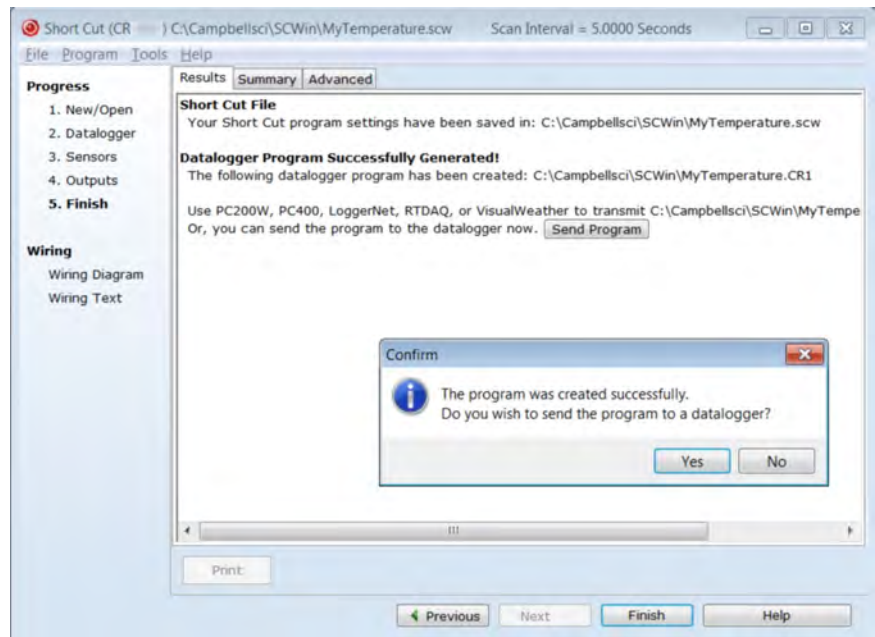 Short Cut (CR ) C:\Campbellsci\SCWin\MyTemperature.scw Scan Interval = 5.0000 Seconds
File Program Tools Help
Progress
1. New/Open
2. Datalogger
3. Sensors
4. Outputs
5. Finish
Wiring
Wiring Diagram
Wiring Text
Results Summary Advanced
Short Cut File
Your Short Cut program settings have been saved in: C:\Campbellsci\SCWin\MyTemperature.scw
Datalogger Program Successfully Generated!
The following datalogger program has been created: C:\Campbellsci\SCWin\MyTemperature.CR1
Use PC200W, PC400, LoggerNet, RTDAQ, or VisualWeather to transmit C:\Campbellsci\SCWin\MyTempe
Or, you can send the program to the datalogger now. Send Program
Confirm
The program was created successfully.
Do you wish to send the program to a datalogger?
Yes No
Print
Previous Next Finish Help